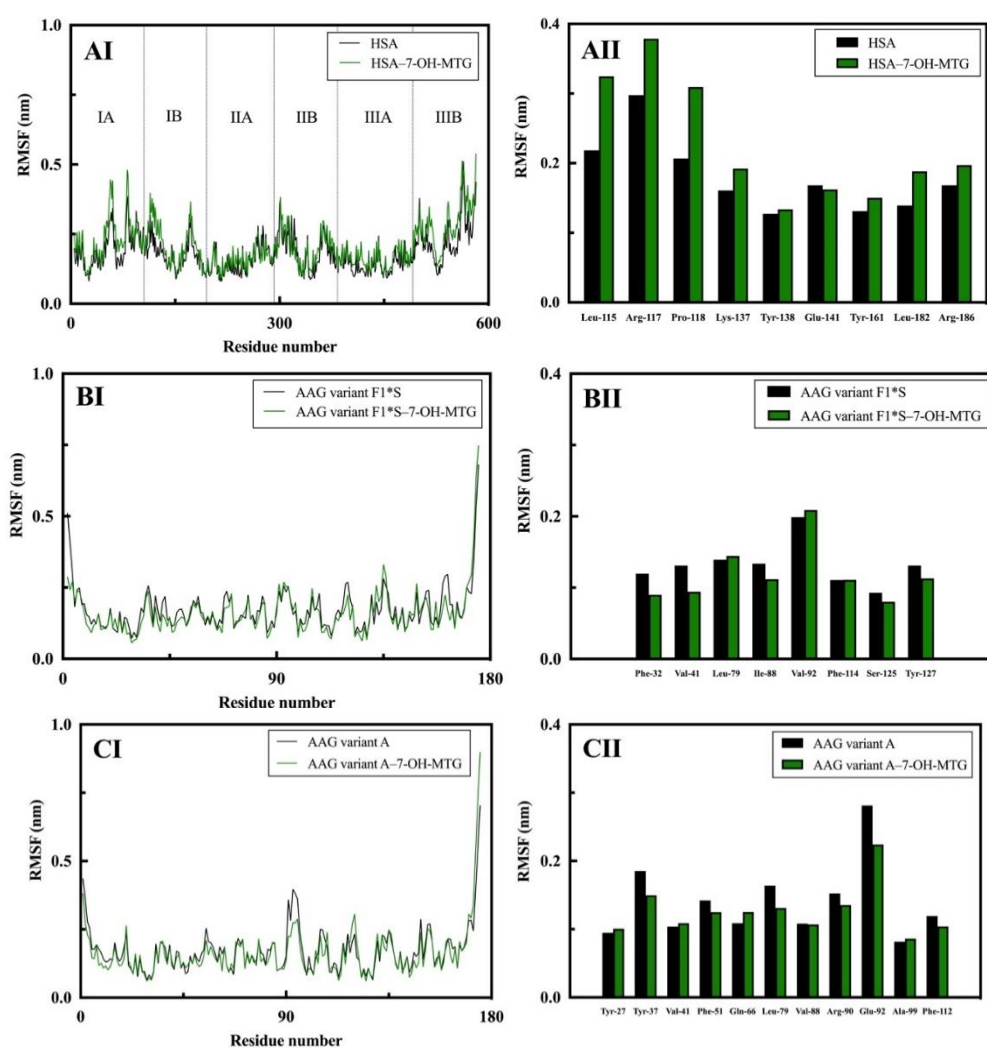 AI
HSA
HSA–7-OH-MTG
IA IB IIA IIB IIIA IIIB
RMSF (nm)
1.0
0.5
0.0
0 300 600
Residue number
AII
HSA
HSA–7-OH-MTG
RMSF (nm)
0.4
0.2
0.0
Leu-115 Arg-117 Pro-118 Lys-137 Tyr-138 Glu-141 Tyr-161 Leu-182 Arg-186
BI
AAG variant F1*S
AAG variant F1*S–7-OH-MTG
RMSF (nm)
1.0
0.5
0.0
0 90 180
Residue number
BII
AAG variant F1*S
AAG variant F1*S–7-OH-MTG
RMSF (nm)
0.4
0.2
0.0
Phe-32 Val-41 Leu-79 Ile-88 Val-92 Phe-114 Ser-125 Tyr-127
CI
AAG variant A
AAG variant A–7-OH-MTG
RMSF (nm)
1.0
0.5
0.0
0 90 180
Residue number
CII
AAG variant A
AAG variant A–7-OH-MTG
RMSF (nm)
0.4
0.2
0.0
Tyr-27 Tyr-37 Val-41 Phe-51 Gln-66 Leu-79 Val-88 Arg-90 Glu-92 Ala-99 Phe-112